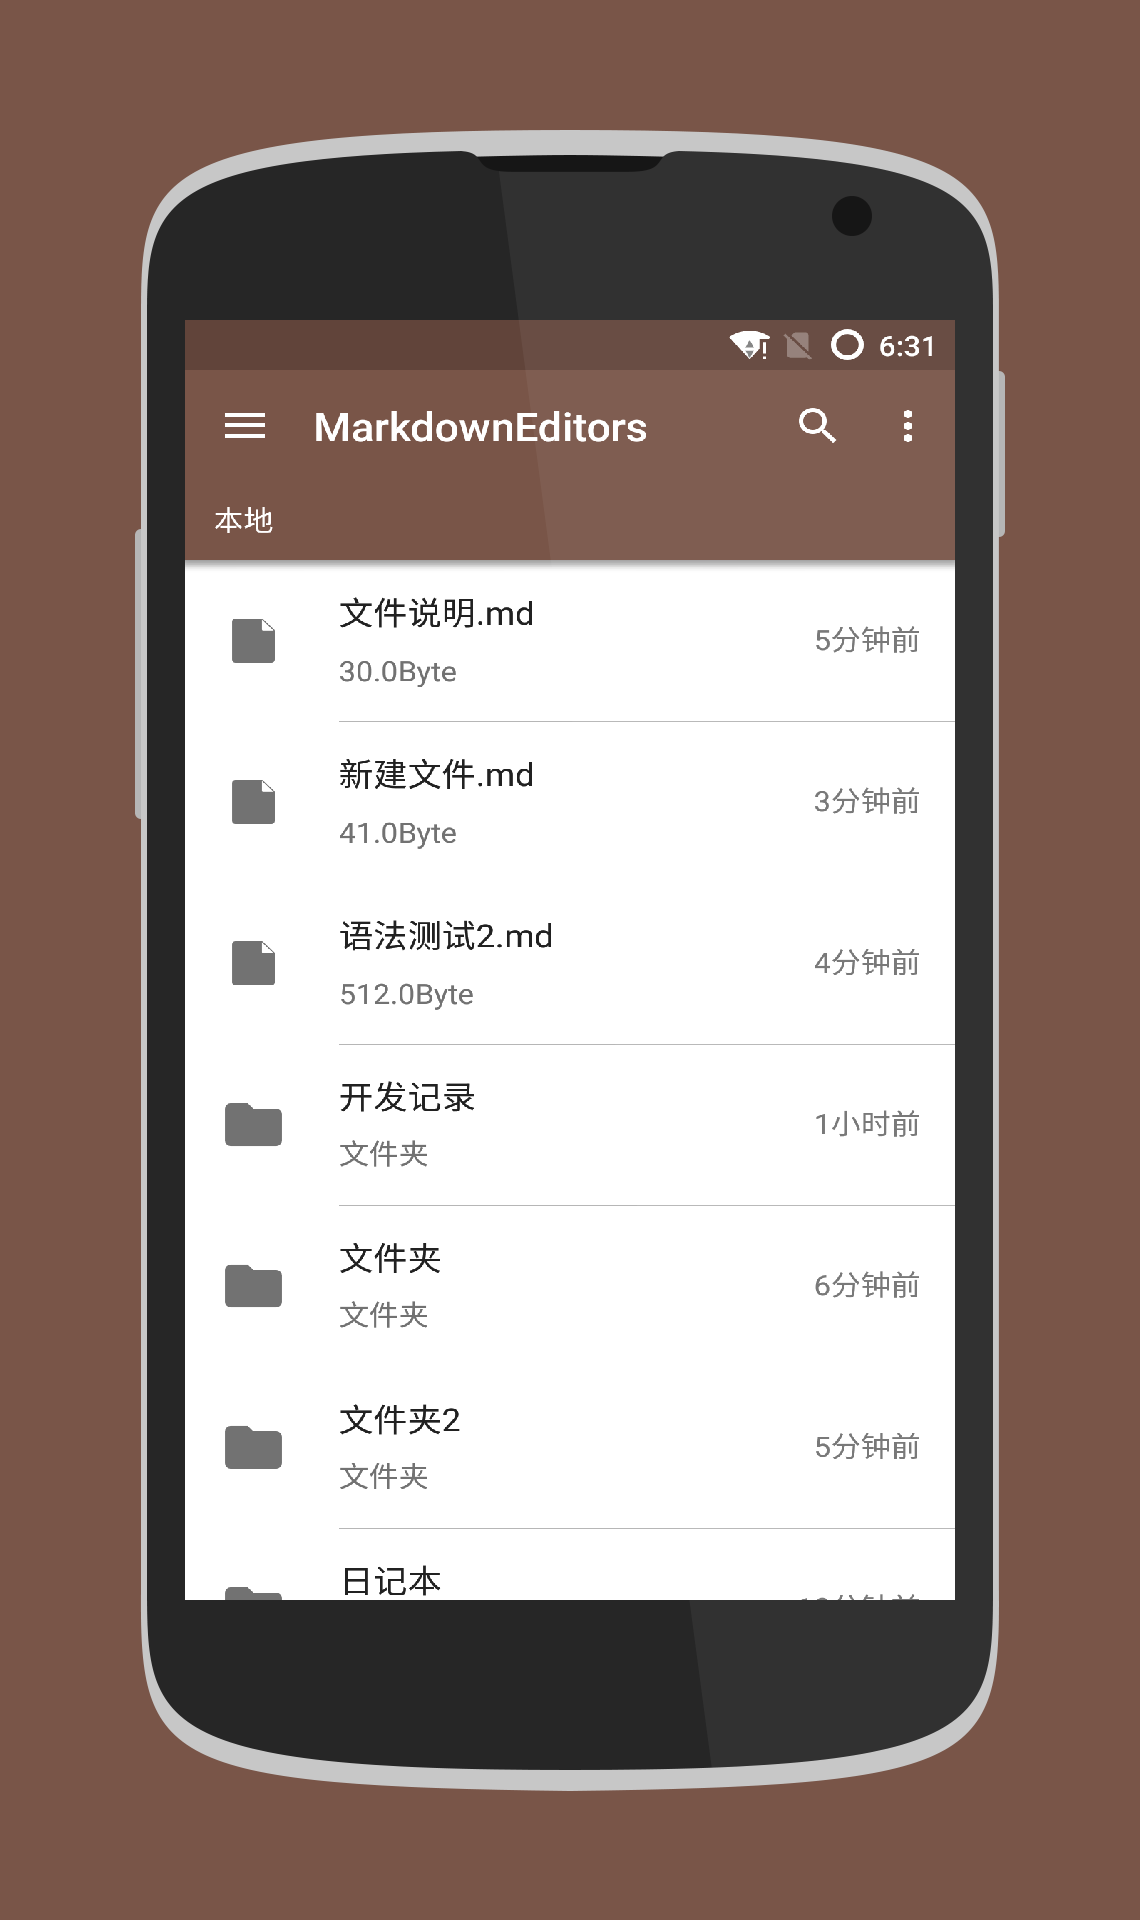 6:31
MarkdownEditors
本地
文件说明.md
30.0Byte
5分钟前
新建文件.md
41.0Byte
3分钟前
语法测试2.md
512.0Byte
4分钟前
开发记录
文件夹
1小时前
文件夹
文件夹
6分钟前
文件夹2
文件夹
5分钟前
日记本